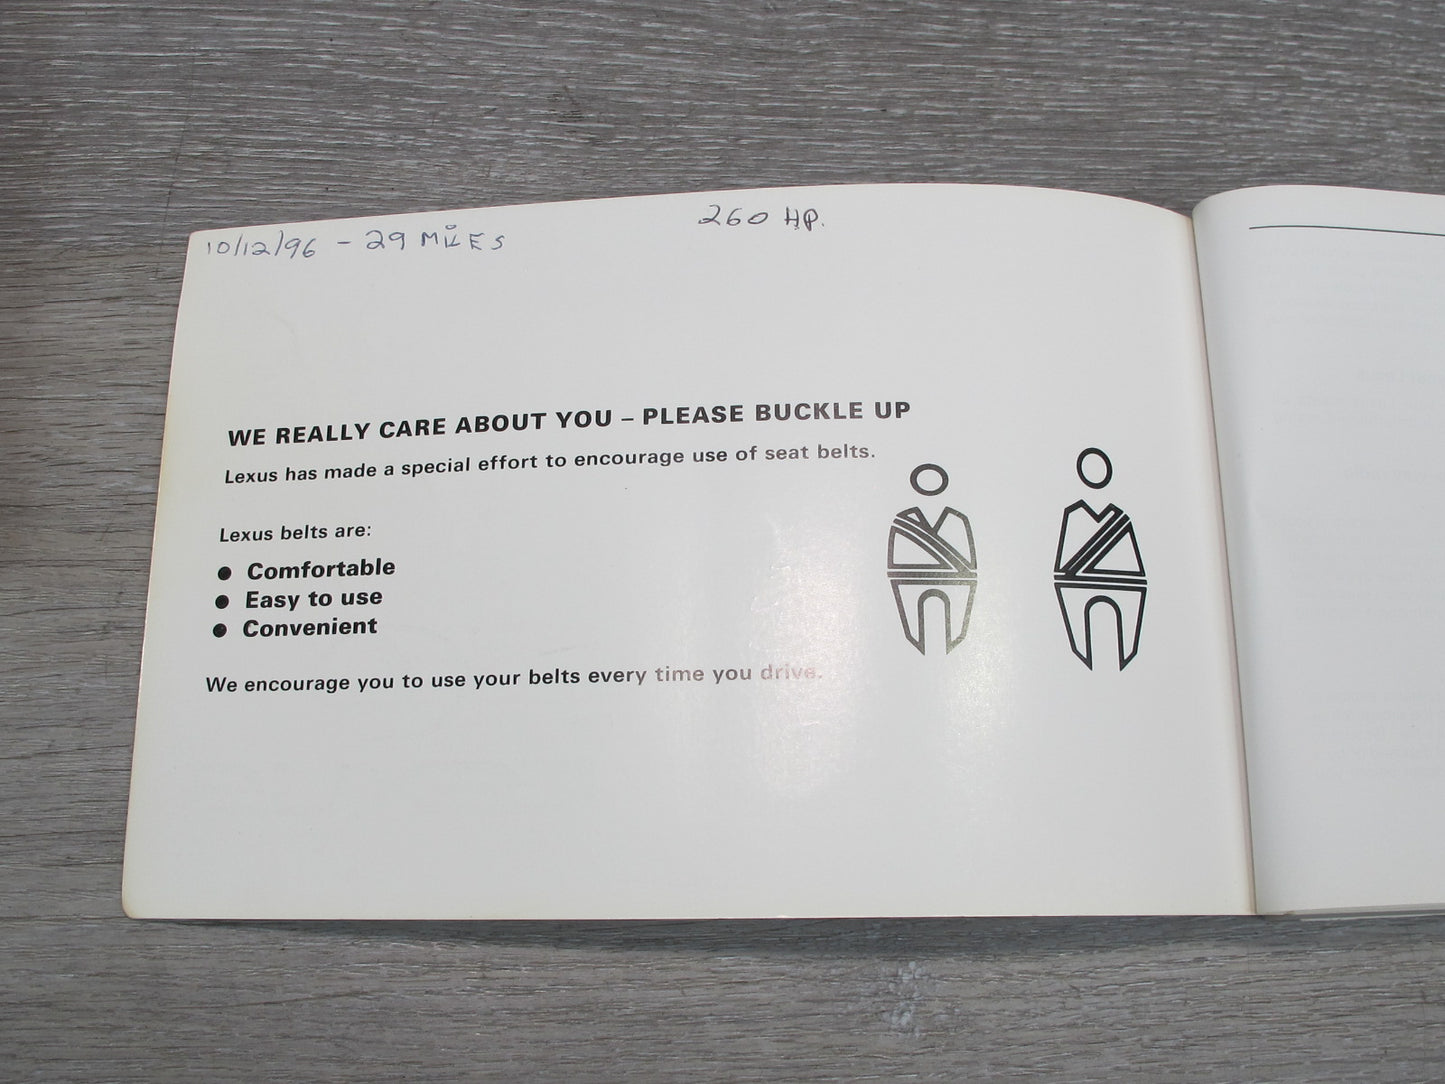 10/12/96 - 29 MILES
260 HP.
WE REALLY CARE ABOUT YOU – PLEASE BUCKLE UP
Lexus has made a special effort to encourage use of seat belts.
Lexus belts are:
● Comfortable
● Easy to use
● Convenient
We encourage you to use your belts every time you drive.